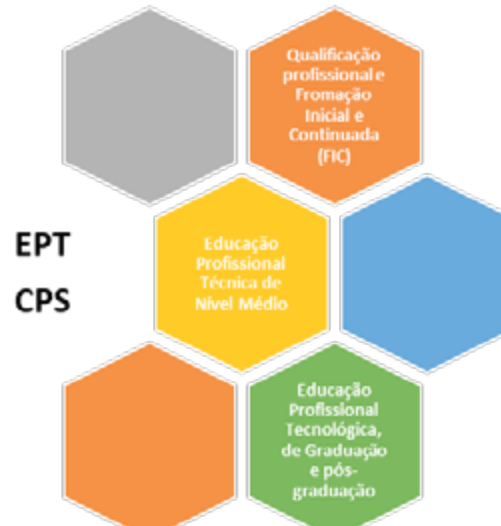 Qualificação
profissional e
Fromação
Inicial e
Continuada
(FIC)
EPT
CPS
Educação
Profissional
Técnica de
Nível Médio
Educação
Profissional
Tecnológica,
de Graduação
e pós-
graduação